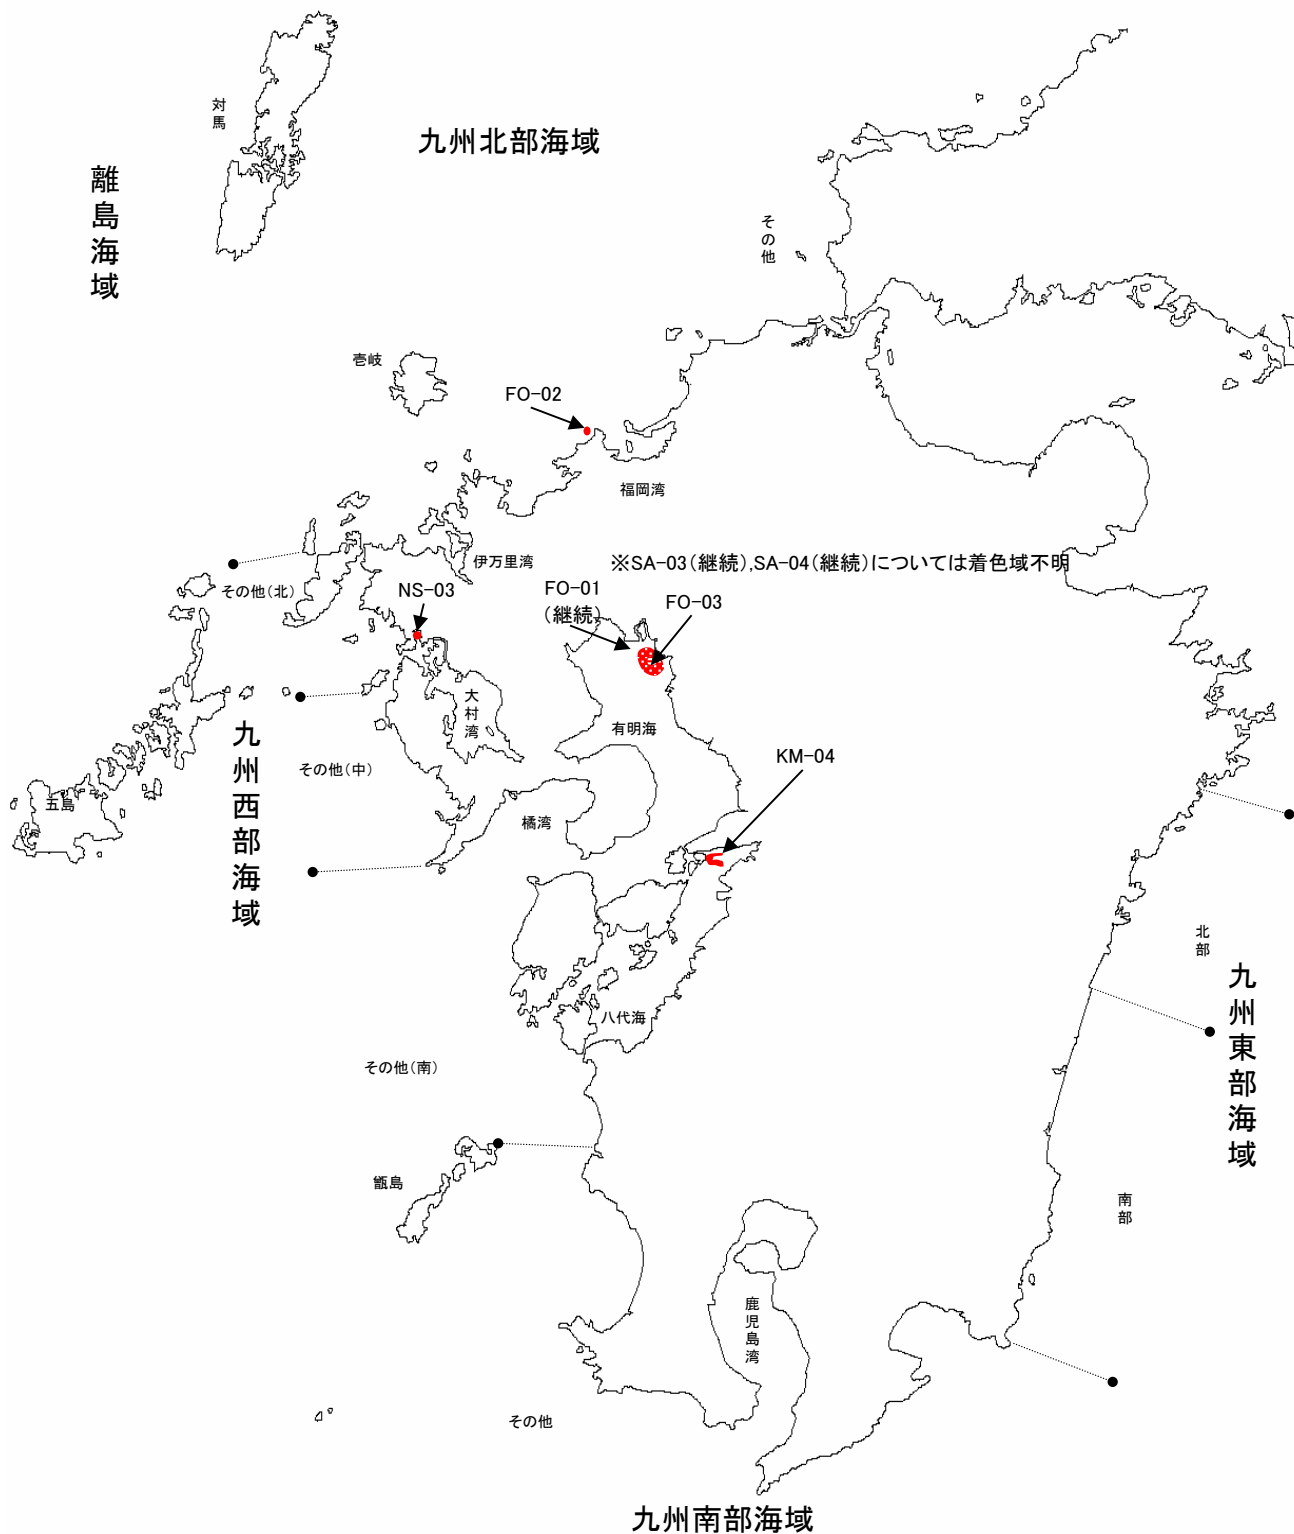 対馬
九州北部海域
離島海域
その他
壱岐
FO-02
福岡湾
伊万里湾
※SA-03(継続),SA-04(継続)については着色域不明
その他(北)
NS-03
FO-01
(継続)
FO-03
大村湾
有明海
九州西部海域
その他(中)
KM-04
五島
橘湾
北部
九州東部海域
八代海
その他(南)
甑島
南部
鹿児島湾
その他
九州南部海域